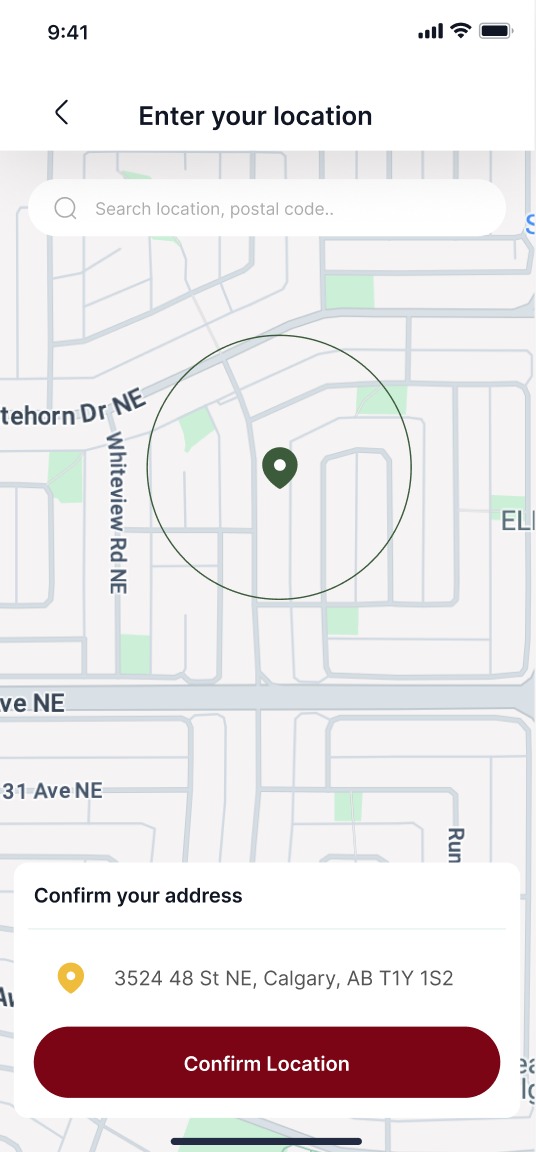 9:41
Enter your location
Search location, postal code..
tehorn Dr NE
Whiteview Rd NE
ve NE
31 Ave NE
Run
Confirm your address
3524 48 St NE, Calgary, AB T1Y 1S2
Confirm Location